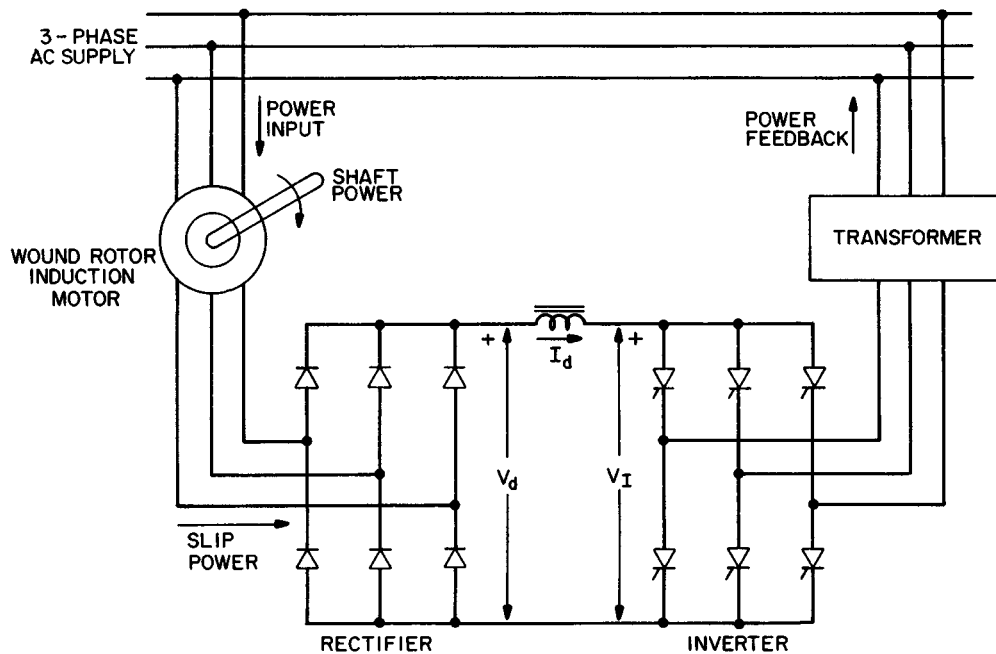 3-PHASE
AC SUPPLY
POWER
INPUT
POWER
FEEDBACK
SHAFT
POWER
WOUND ROTOR
INDUCTION
MOTOR
TRANSFORMER
+
+
I_d
V_d
V_I
SLIP
POWER
RECTIFIER
INVERTER